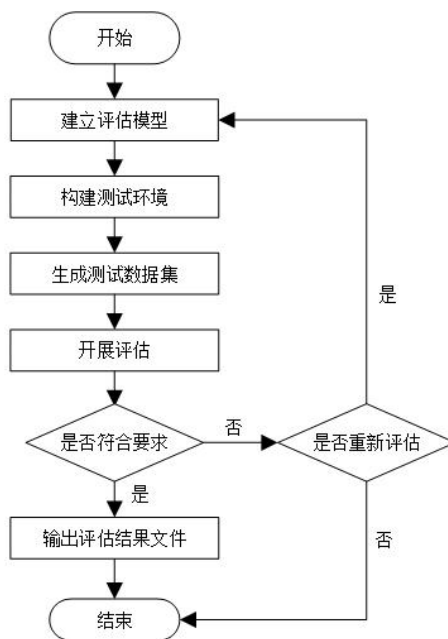 开始
建立评估模型
构建测试环境
生成测试数据集
开展评估
是否符合要求
否
是否重新评估
是
是
输出评估结果文件
否
结束